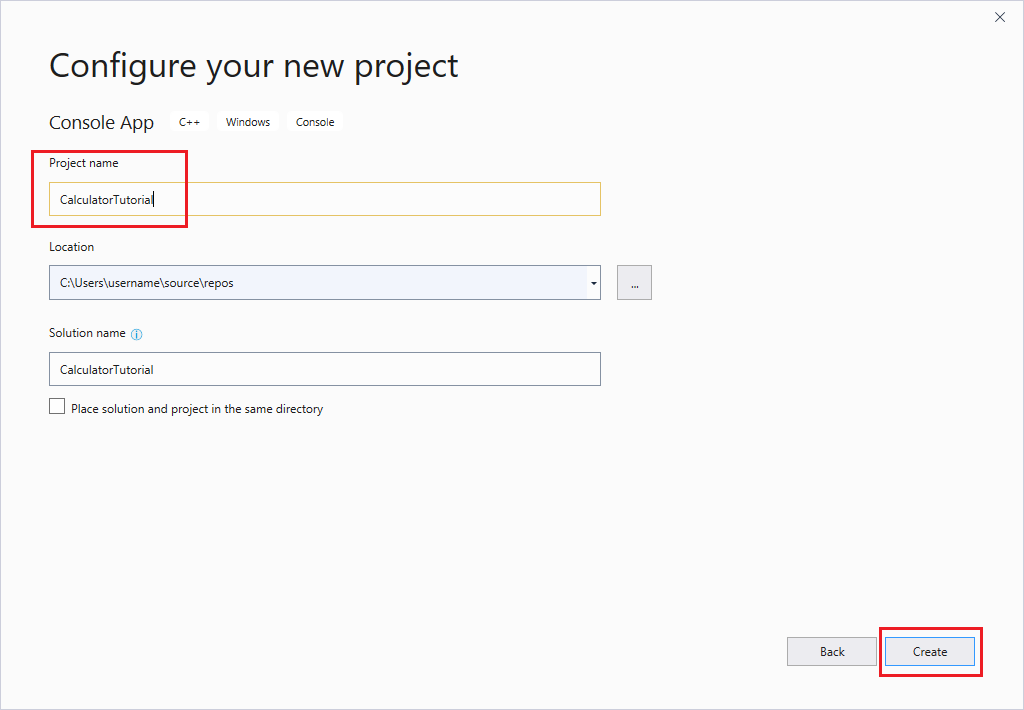 Configure your new project
Console App C++ Windows Console
Project name
CalculatorTutorial
Location
C:\Users\username\source\repos
...
Solution name
CalculatorTutorial
Place solution and project in the same directory
Back Create